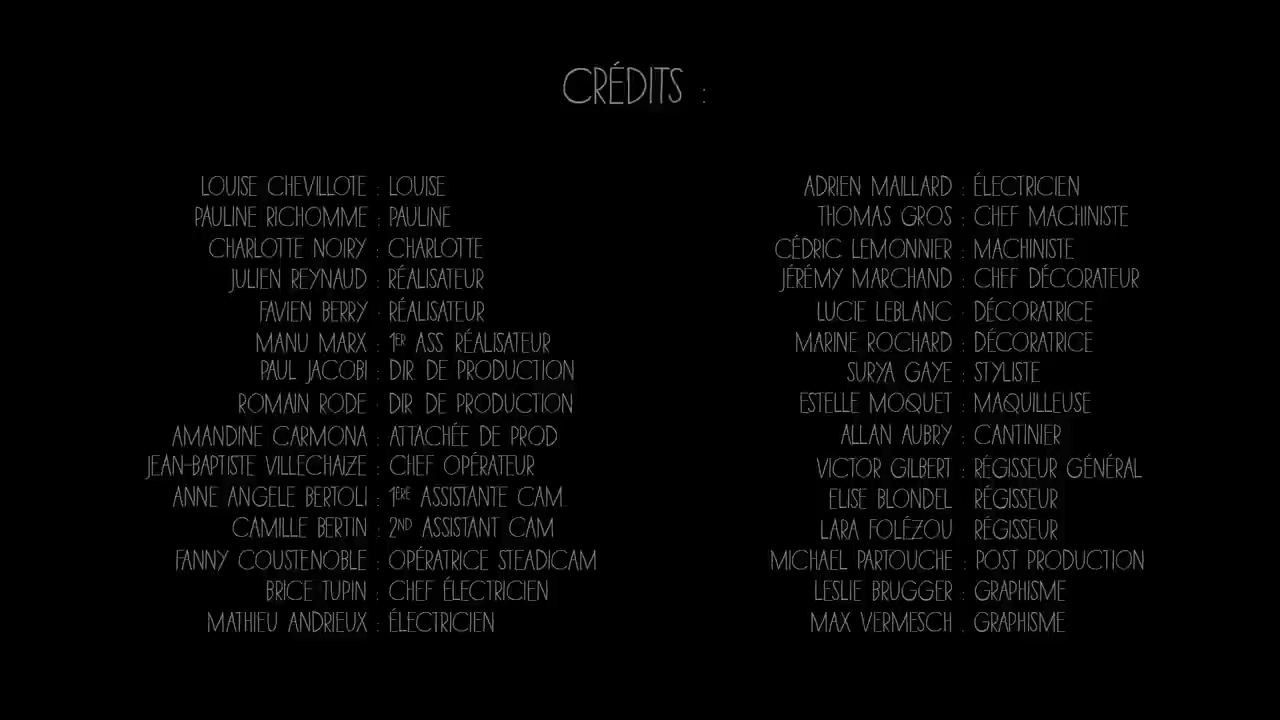 CRÉDITS :
LOUISE CHEVILLOTE : LOUISE
PAULINE RICHOMME : PAULINE
CHARLOTTE NOIRY : CHARLOTTE
JULIEN REYNAUD : RÉALISATEUR
FAVIEN BERRY : RÉALISATEUR
MANU MARX : 1ER ASS RÉALISATEUR
PAUL JACOBI : DIR. DE PRODUCTION
ROMAIN RODE : DIR DE PRODUCTION
AMANDINE CARMONA : ATTACHÉE DE PROD
JEAN-BAPTISTE VILLECHAIZE : CHEF OPÉRATEUR
ANNE ANGELE BERTOLI : 1ÈRE ASSISTANTE CAM.
CAMILLE BERTIN : 2ND ASSISTANT CAM
FANNY COUSTENOBLE : OPÉRATRICE STEADICAM
BRICE TUPIN : CHEF ÉLECTRICIEN
MATHIEU ANDRIEUX : ÉLECTRICIEN
ADRIEN MAILLARD : ÉLECTRICIEN
THOMAS GROS : CHEF MACHINISTE
CÉDRIC LEMONNIER : MACHINISTE
JÉRÉMY MARCHAND : CHEF DÉCORATEUR
LUCIE LEBLANC : DÉCORATRICE
MARINE ROCHARD : DÉCORATRICE
SURYA GAYE : STYLISTE
ESTELLE MOQUET : MAQUILLEUSE
ALLAN AUBRY : CANTINIER
VICTOR GILBERT : RÉGISSEUR GÉNÉRAL
ELISE BLONDEL RÉGISSEUR
LARA FOLÉZOU RÉGISSEUR
MICHAEL PARTOUCHE : POST PRODUCTION
LESLIE BRUGGER : GRAPHISME
MAX VERMESCH : GRAPHISME